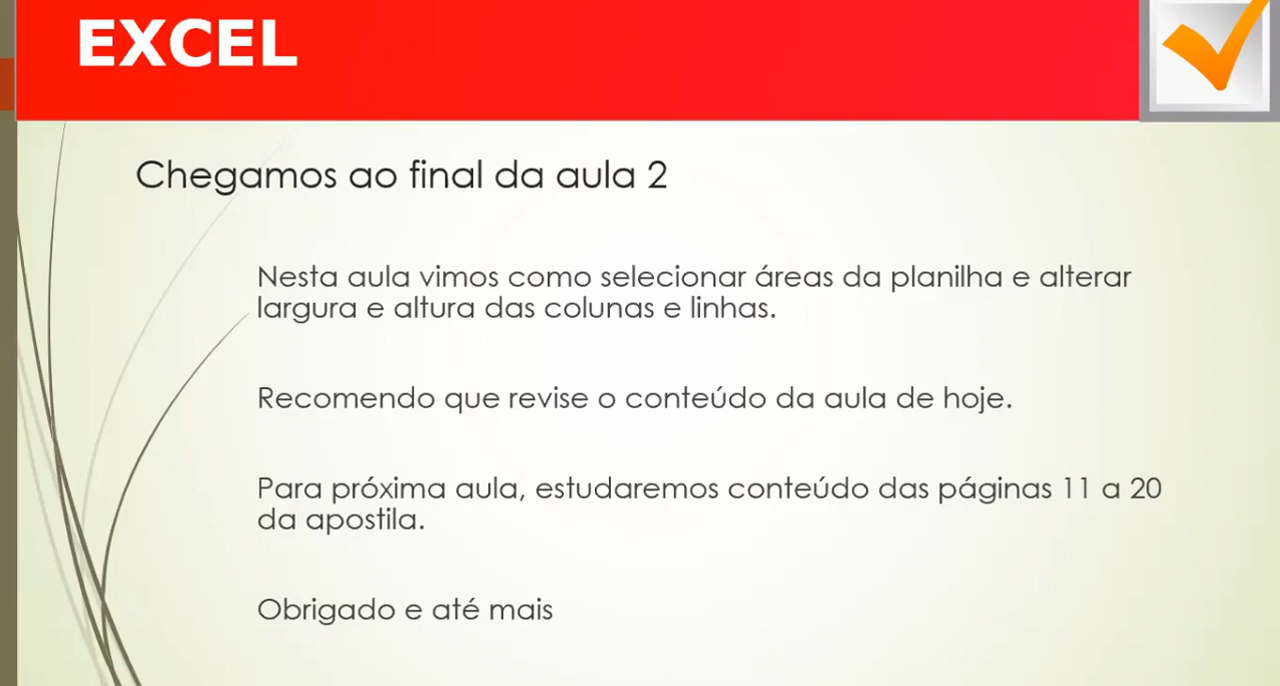 EXCEL
Chegamos ao final da aula 2
Nesta aula vimos como selecionar áreas da planilha e alterar
largura e altura das colunas e linhas.
Recomendo que revise o conteúdo da aula de hoje.
Para próxima aula, estudaremos conteúdo das páginas 11 a 20
da apostila.
Obrigado e até mais